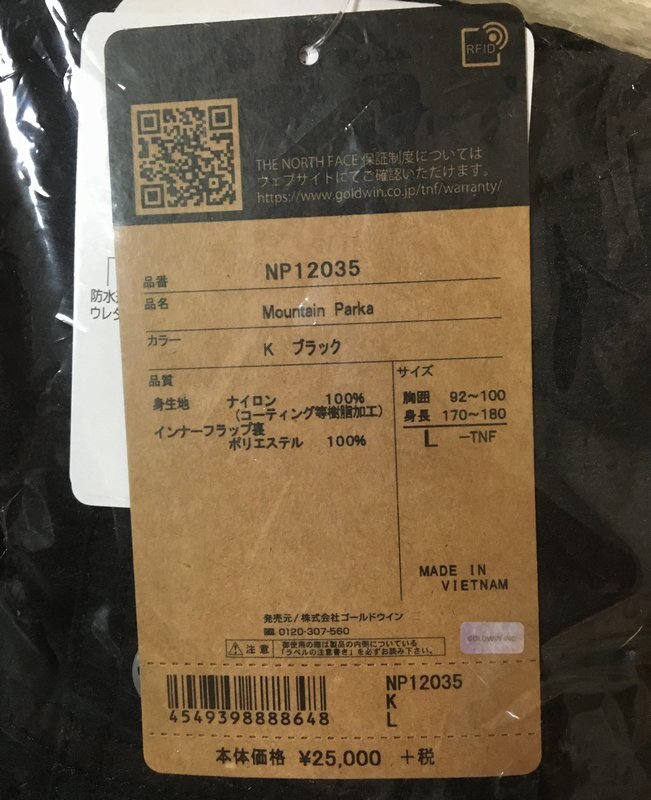 RFID
THE NORTH FACE 保証制度については
ウェブサイトにてご確認いただけます。
https://www.goldwin.co.jp/tnf/warranty/
防水
ウレタ
品番 NP12035
品名 Mountain Parka
カラー K ブラック
品質
身生地 ナイロン 100%
(コーティング等樹脂加工)
インナーフラップ裏
ポリエステル 100%
サイズ
胸囲 92～100
身長 170～180
L -TNF
MADE IN
VIETNAM
発売元/株式会社ゴールドウイン
0120-307-560
注意 御使用の際は製品の内側についている
「ラベルの注意書き」を必ずお読み下さい。
GOLDWIN INC.
4549398888648
NP12035
K
L
本体価格 ¥25,000 +税